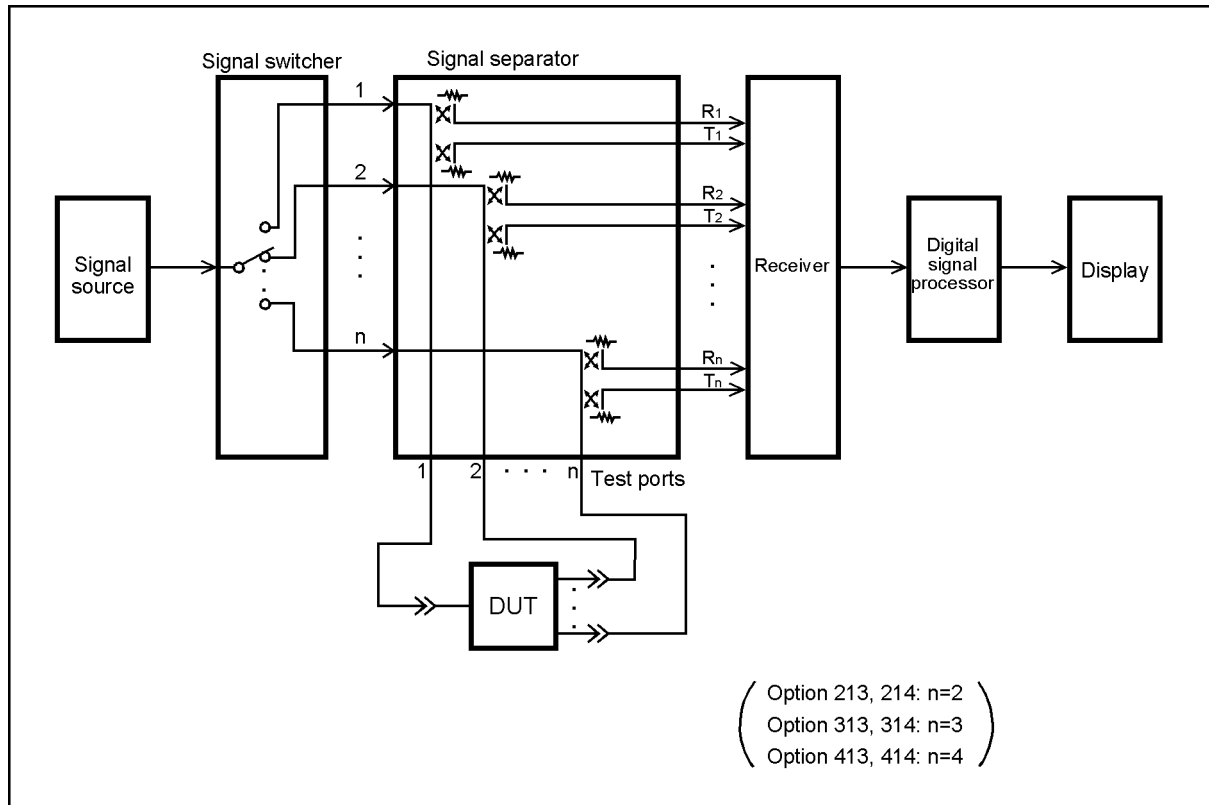 Signal switcher
Signal separator
1
2
n
R1
T1
R2
T2
Rn
Tn
Signal
source
Receiver
Digital
signal
processor
Display
1
2
n
Test ports
DUT
Option 213, 214: n=2
Option 313, 314: n=3
Option 413, 414: n=4